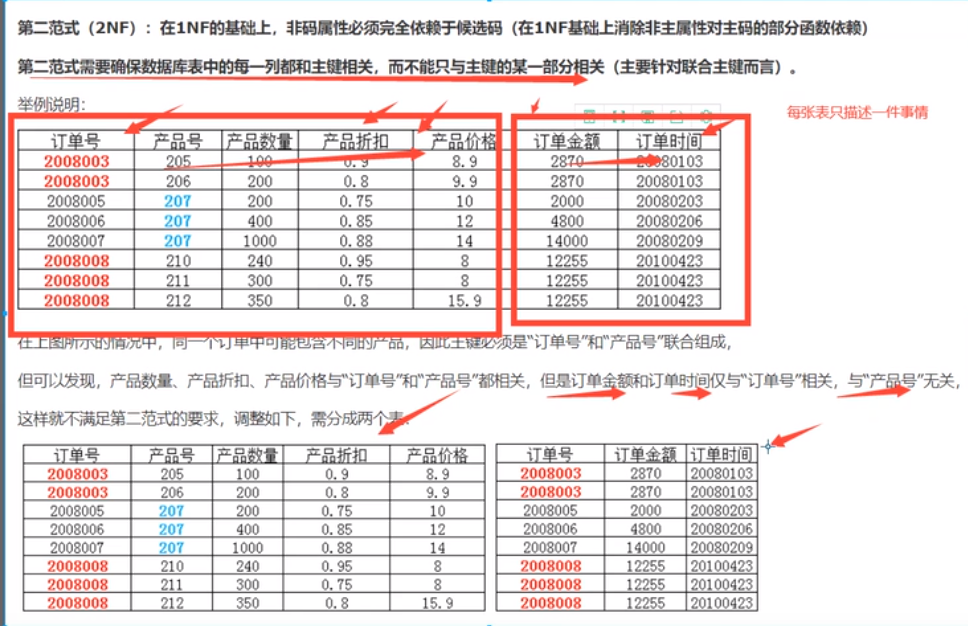 第二范式（2NF）：在1NF的基础上，非码属性必须完全依赖于候选码（在1NF基础上消除非主属性对主码的部分函数依赖）
第二范式需要确保数据库表中的每一列都和主键相关，而不能只与主键的某一部分相关（主要针对联合主键而言）。
举例说明：
每张表只描述一件事情
订单号 产品号 产品数量 产品折扣 产品价格 订单金额 订单时间
2008003 205 100 0.9 8.9 2870 20080103
2008003 206 200 0.8 9.9 2870 20080103
2008005 207 200 0.75 10 2000 20080203
2008006 207 400 0.85 12 4800 20080206
2008007 207 1000 0.88 14 14000 20080209
2008008 210 240 0.95 8 12255 20100423
2008008 211 300 0.75 8 12255 20100423
2008008 212 350 0.8 15.9 12255 20100423
在上图所示的情况中，同一个订单中可能包含不同的产品，因此主键必须是“订单号”和“产品号”联合组成，
但可以发现，产品数量、产品折扣、产品价格与“订单号”和“产品号”都相关，但是订单金额和订单时间仅与“订单号”相关，与“产品号”无关，
这样就不满足第二范式的要求，调整如下，需分成两个表：
订单号 产品号 产品数量 产品折扣 产品价格
2008003 205 100 0.9 8.9
2008003 206 200 0.8 9.9
2008005 207 200 0.75 10
2008006 207 400 0.85 12
2008007 207 1000 0.88 14
2008008 210 240 0.95 8
2008008 211 300 0.75 8
2008008 212 350 0.8 15.9
订单号 订单金额 订单时间
2008003 2870 20080103
2008003 2870 20080103
2008005 2000 20080203
2008006 4800 20080206
2008007 14000 20080209
2008008 12255 20100423
2008008 12255 20100423
2008008 12255 20100423